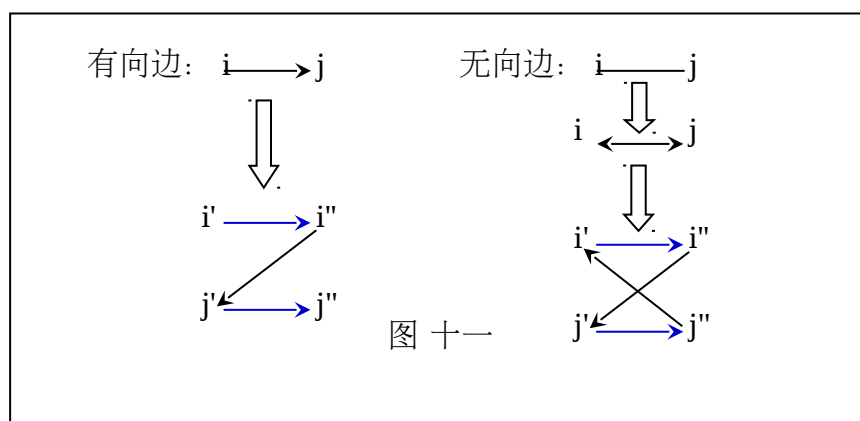 有向边: i j 无向边: i j
i j
i' i" i' i"
j' j" j' j"
图 十一